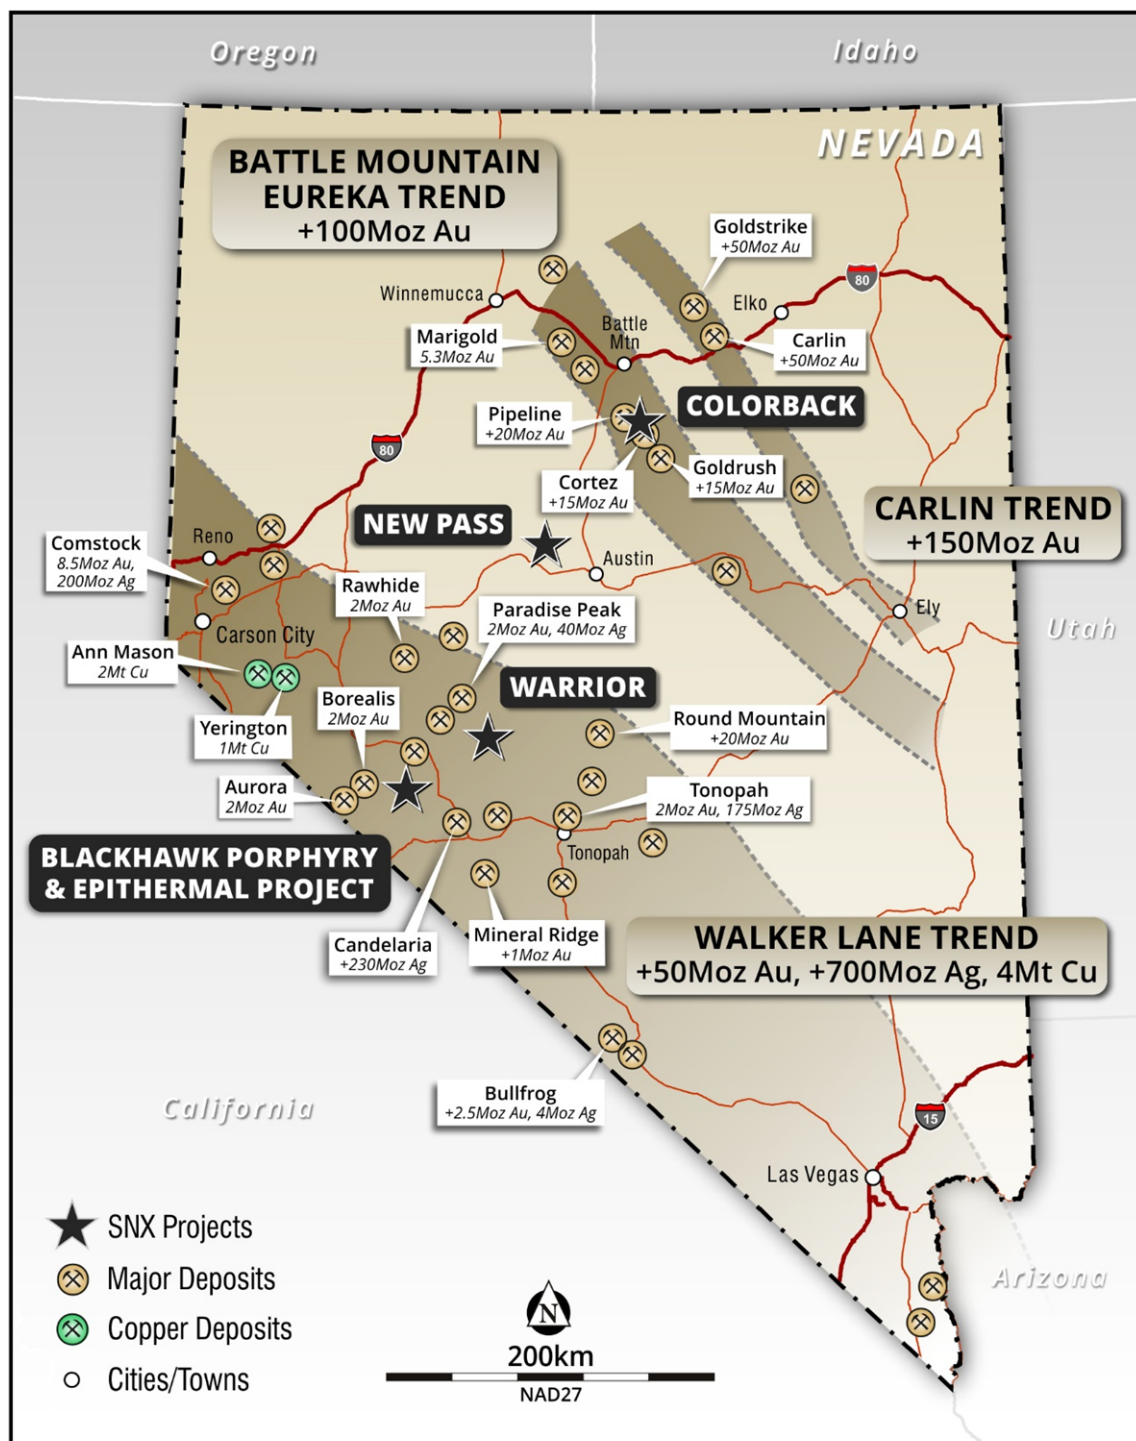 Oregon
Idaho
NEVADA
BATTLE MOUNTAIN
EUREKA TREND
+100Moz Au
Goldstrike
+50Moz Au
80
Winnemucca
Elko
Battle
Mtn
Marigold
5.3Moz Au
Carlin
+50Moz Au
COLORBACK
Pipeline
+20Moz Au
80
Goldrush
+15Moz Au
Cortez
+15Moz Au
CARLIN TREND
+150Moz Au
NEW PASS
Reno
Comstock
8.5Moz Au,
200Moz Ag
Austin
Rawhide
2Moz Au
Paradise Peak
2Moz Au, 40Moz Ag
Ely
Utah
Carson City
Ann Mason
2Mt Cu
WARRIOR
Borealis
2Moz Au
Round Mountain
+20Moz Au
Yerington
1Mt Cu
Aurora
2Moz Au
Tonopah
2Moz Au, 175Moz Ag
Tonopah
BLACKHAWK PORPHYRY
& EPITHERMAL PROJECT
Candelaria
+230Moz Ag
Mineral Ridge
+1Moz Au
WALKER LANE TREND
+50Moz Au, +700Moz Ag, 4Mt Cu
Bullfrog
+2.5Moz Au, 4Moz Ag
California
15
Las Vegas
Arizona
SNX Projects
Major Deposits
Copper Deposits
Cities/Towns
N
200km
NAD27